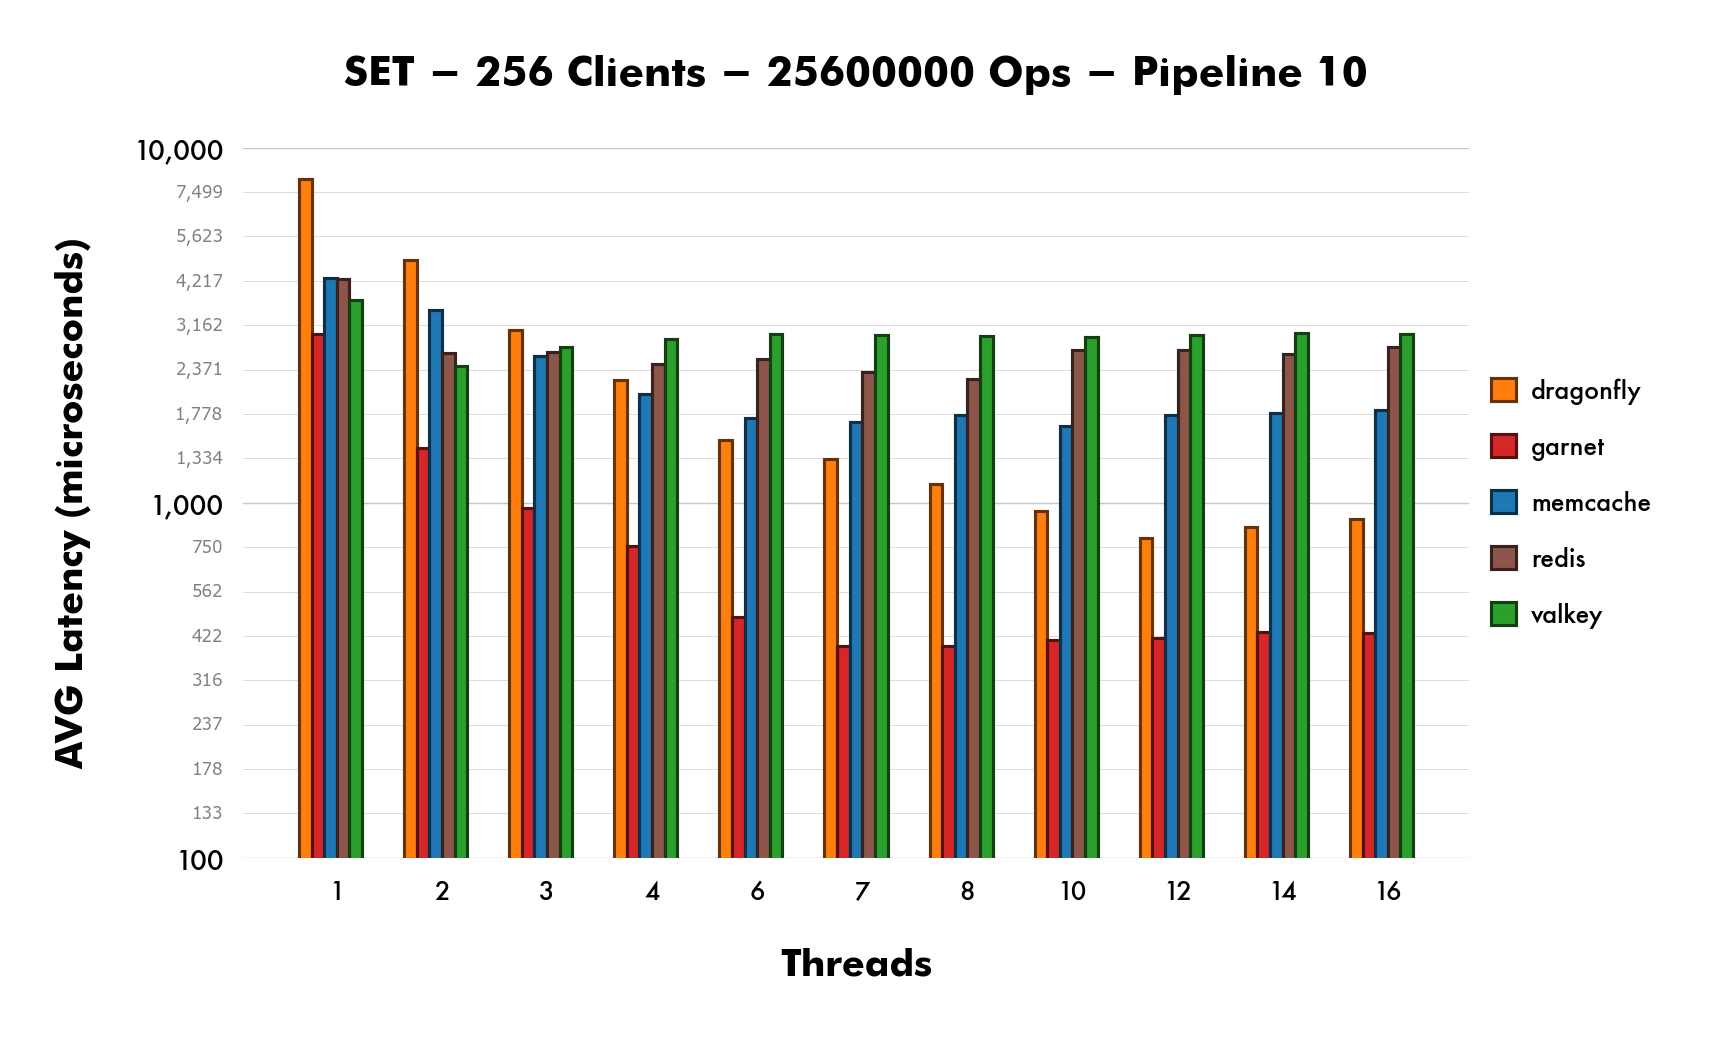 SET – 256 Clients – 25600000 Ops – Pipeline 10
AVG Latency (microseconds)
10,000
7,499
5,623
4,217
3,162
2,371
1,778
1,334
1,000
750
562
422
316
237
178
133
100
1 2 3 4 6 7 8 10 12 14 16
Threads
dragonfly
garnet
memcache
redis
valkey